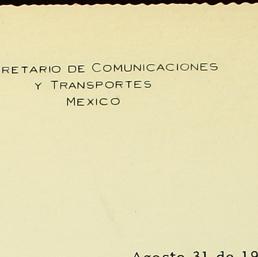 RETARIO DE COMUNICACIONES
Y TRANSPORTES
MEXICO
Agosto 31 de 19